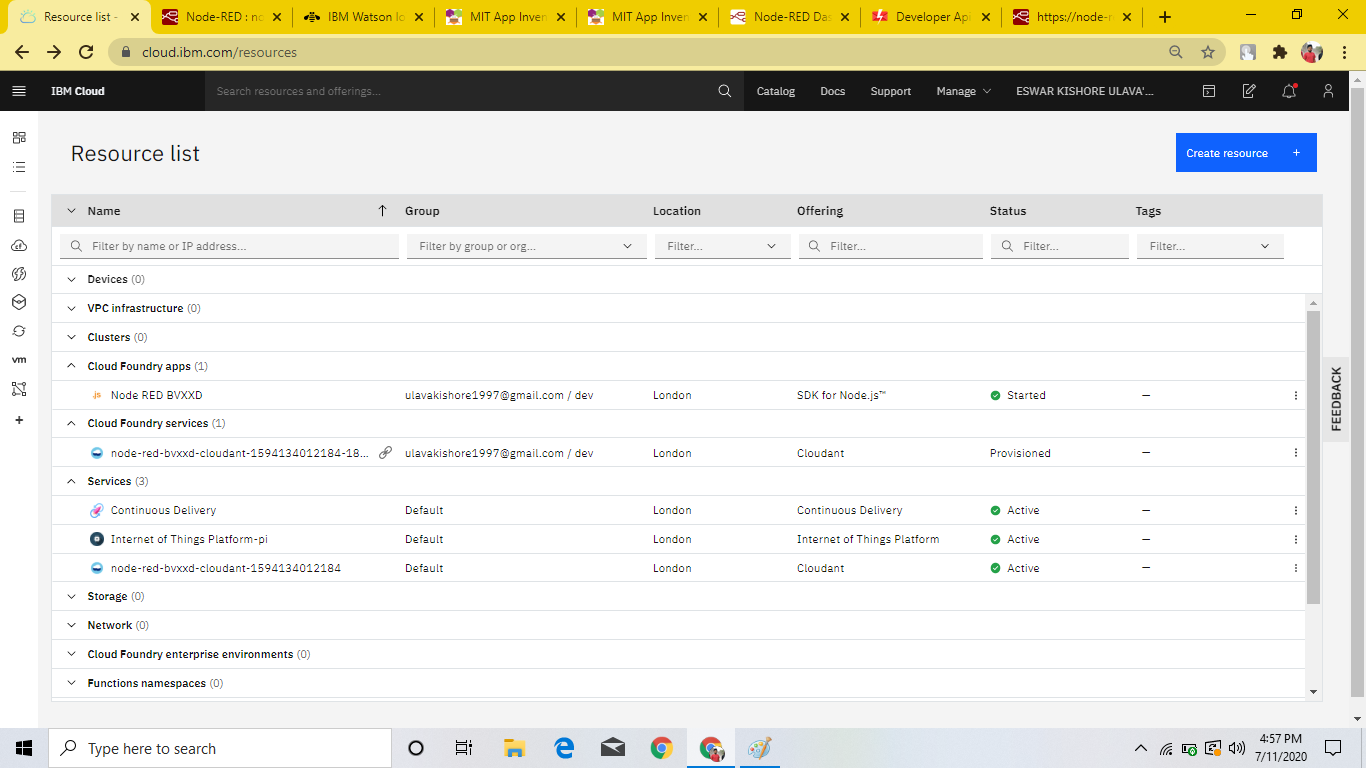 Resource list -
Node-RED : no
IBM Watson Io
MIT App Inven
MIT App Inven
Node-RED Das
Developer Api
https://node-r
cloud.ibm.com/resources
IBM Cloud
Search resources and offerings...
Catalog
Docs
Support
Manage
ESWAR KISHORE ULAVA'...
Resource list
Create resource +
Name Group Location Offering Status Tags
Filter by name or IP address... Filter by group or org... Filter... Filter... Filter... Filter...
Devices (0)
VPC infrastructure (0)
Clusters (0)
Cloud Foundry apps (1)
JS Node RED BVXXD ulavakishore1997@gmail.com / dev London SDK for Node.js™ Started —
Cloud Foundry services (1)
node-red-bvxxd-cloudant-1594134012184-18... ulavakishore1997@gmail.com / dev London Cloudant Provisioned —
Services (3)
Continuous Delivery Default London Continuous Delivery Active —
Internet of Things Platform-pi Default London Internet of Things Platform Active —
node-red-bvxxd-cloudant-1594134012184 Default London Cloudant Active —
Storage (0)
Network (0)
Cloud Foundry enterprise environments (0)
Functions namespaces (0)
vm
FEEDBACK
Type here to search
4:57 PM
7/11/2020